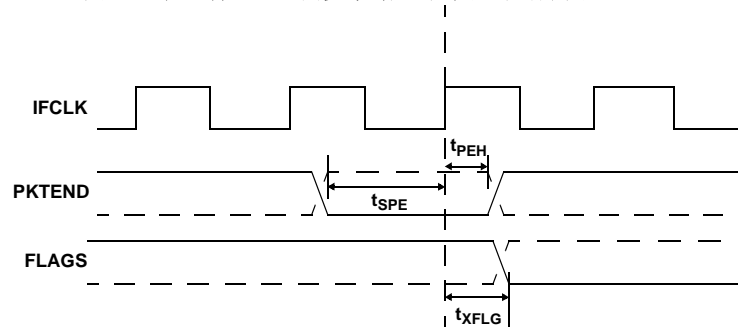 IFCLK
tPEH
PKTEND
tSPE
FLAGS
tXFLG